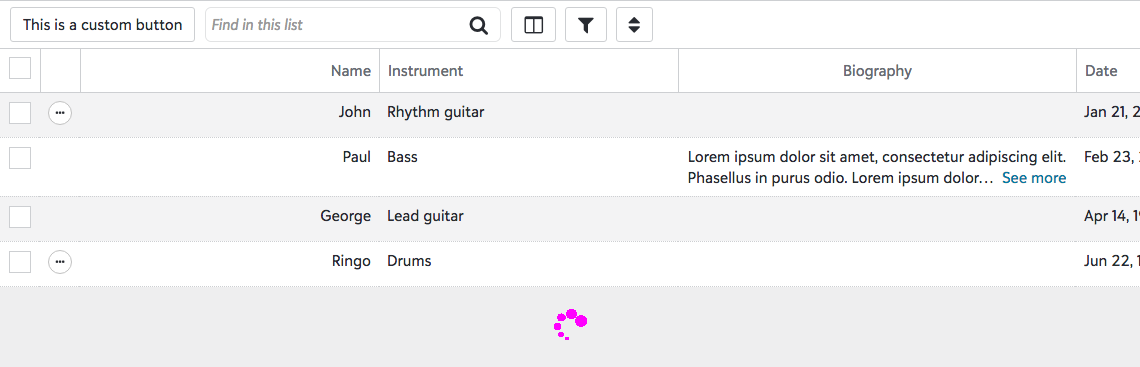 This is a custom button Find in this list
Name Instrument Biography Date
John Rhythm guitar Jan 21, 2
Paul Bass Lorem ipsum dolor sit amet, consectetur adipiscing elit. Feb 23,
Phasellus in purus odio. Lorem ipsum dolor… See more
George Lead guitar Apr 14, 19
Ringo Drums Jun 22, 1